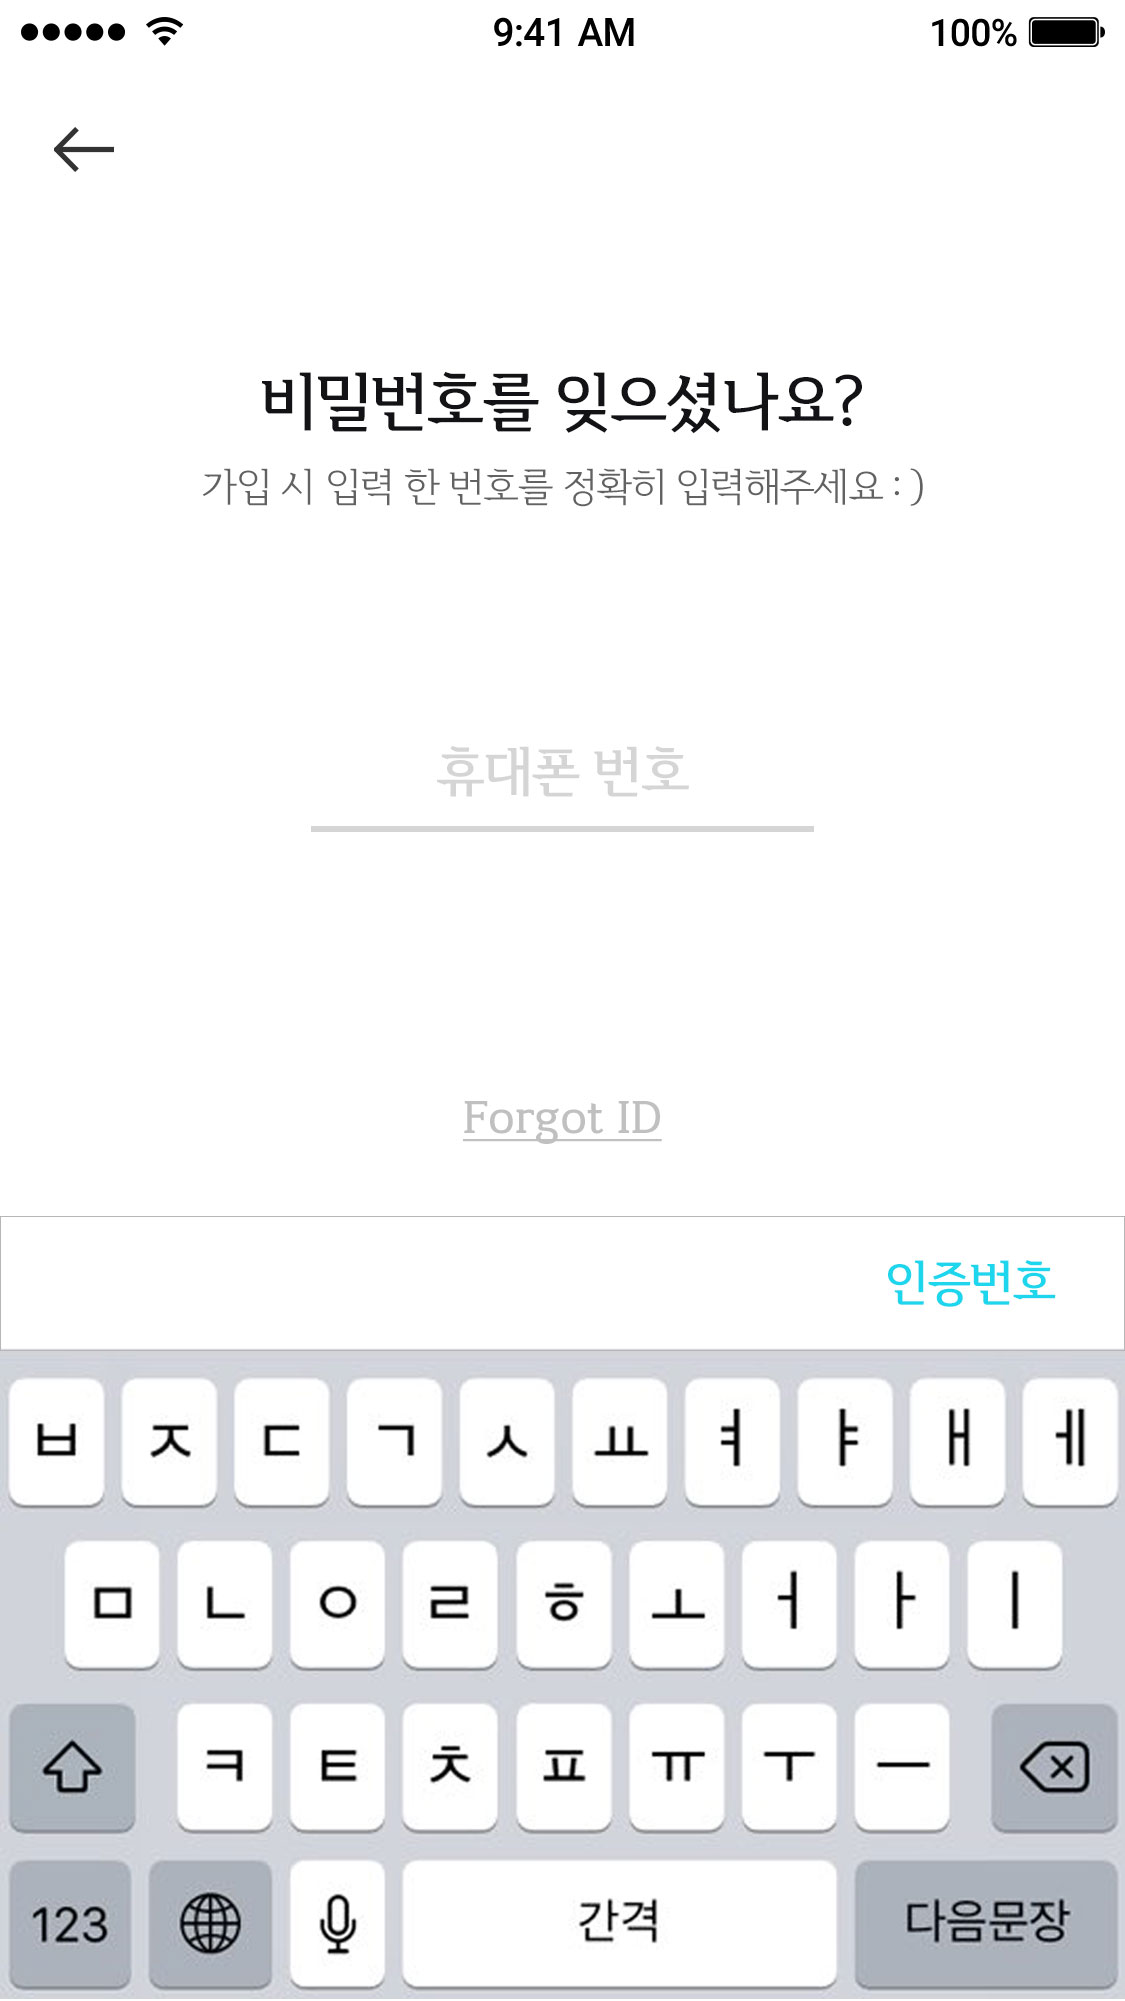 9:41 AM 100%
비밀번호를 잊으셨나요?
가입 시 입력 한 번호를 정확히 입력해주세요 : )
휴대폰 번호
Forgot ID
인증번호
ㅂ ㅈ ㄷ ㄱ ㅅ ㅛ ㅕ ㅑ ㅐ ㅔ
ㅁ ㄴ ㅇ ㄹ ㅎ ㅗ ㅓ ㅏ ㅣ
ㅋ ㅌ ㅊ ㅍ ㅠ ㅜ ㅡ
123 간격 다음문장